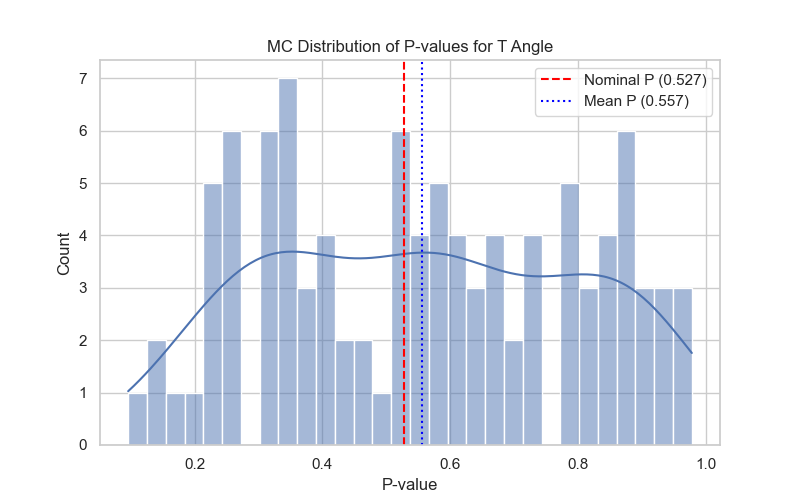 MC Distribution of P-values for T Angle
Nominal P (0.527)
Mean P (0.557)
7
6
5
4
3
2
1
0
Count
0.2 0.4 0.6 0.8 1.0
P-value